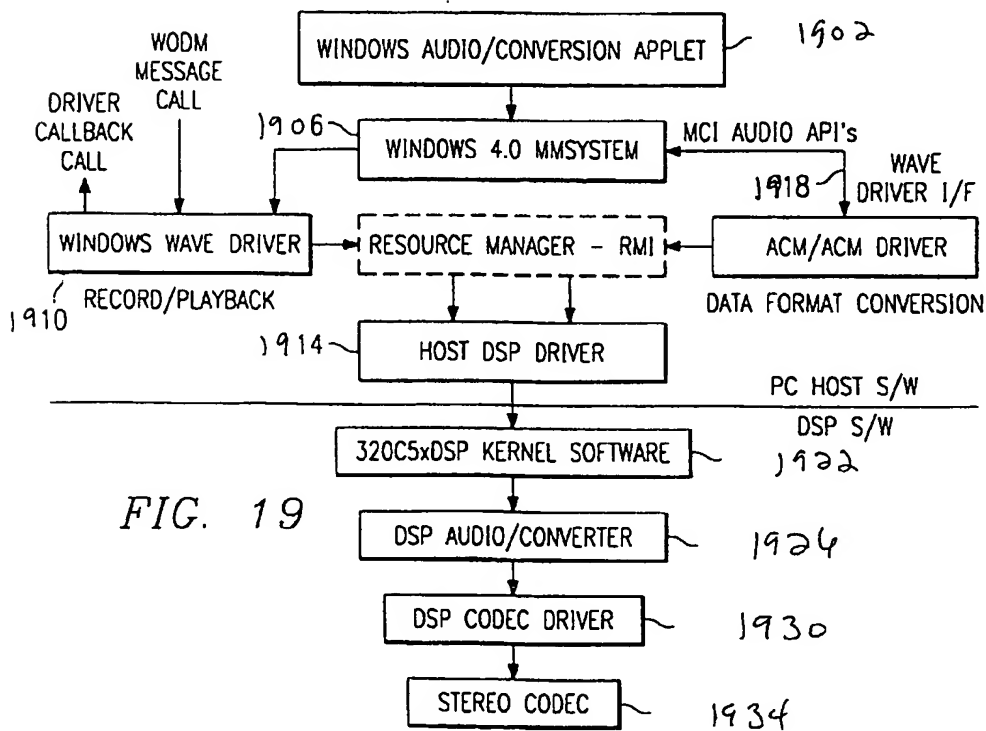 WINDOWS AUDIO/CONVERSION APPLET
1902
WODM
MESSAGE
CALL
DRIVER
CALLBACK
CALL
1906
WINDOWS 4.0 MMSYSTEM
MCI AUDIO API's
1918
WAVE
DRIVER I/F
WINDOWS WAVE DRIVER
RESOURCE MANAGER - RMI
ACM/ACM DRIVER
1910
RECORD/PLAYBACK
DATA FORMAT CONVERSION
1914
HOST DSP DRIVER
PC HOST S/W
DSP S/W
320C5xDSP KERNEL SOFTWARE
1922
FIG. 19
DSP AUDIO/CONVERTER
1926
DSP CODEC DRIVER
1930
STEREO CODEC
1934